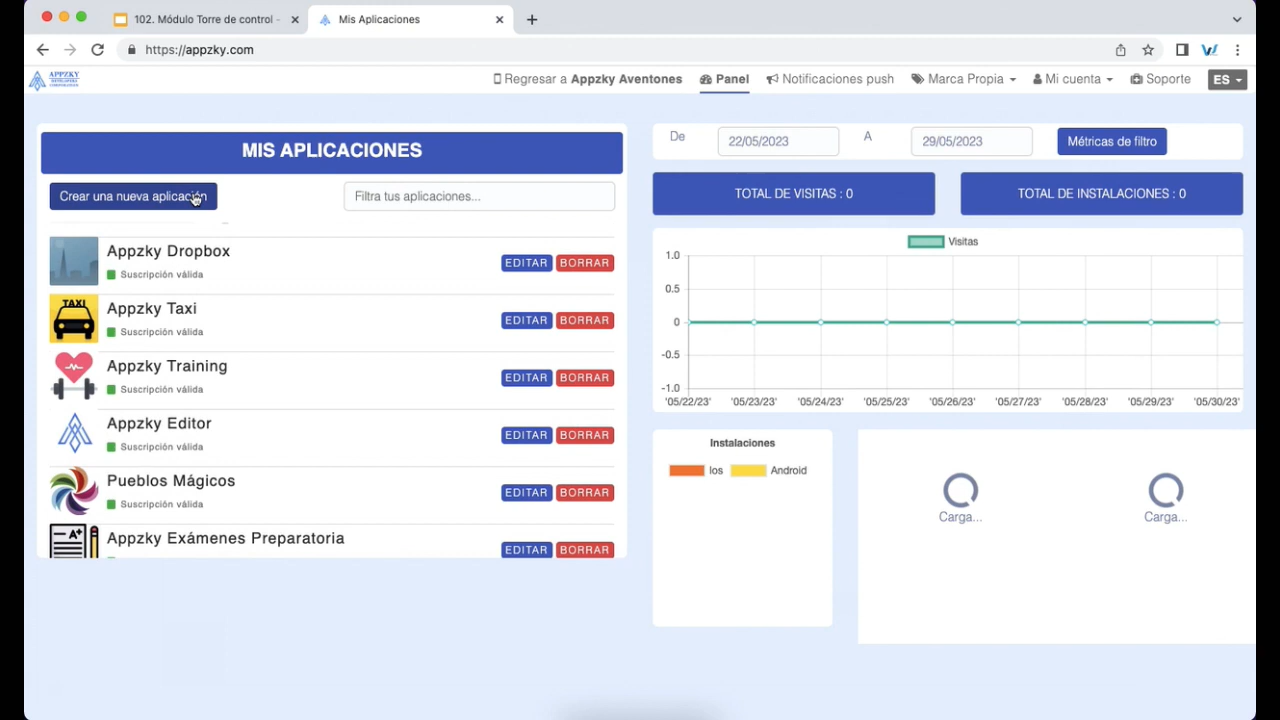 102. Módulo Torre de control -
Mis Aplicaciones
https://appzky.com
APPZKY
Regresar a Appzky Aventones
Panel
Notificaciones push
Marca Propia
Mi cuenta
Soporte
ES
MIS APLICACIONES
Crear una nueva aplicación
Filtra tus aplicaciones...
Appzky Dropbox
Suscripción válida
EDITAR BORRAR
TAXI
Appzky Taxi
Suscripción válida
EDITAR BORRAR
Appzky Training
Suscripción válida
EDITAR BORRAR
Appzky Editor
Suscripción válida
EDITAR BORRAR
Pueblos Mágicos
Suscripción válida
EDITAR BORRAR
A+
Appzky Exámenes Preparatoria
EDITAR BORRAR
De 22/05/2023 A 29/05/2023 Métricas de filtro
TOTAL DE VISITAS : 0
TOTAL DE INSTALACIONES : 0
Visitas
1.0
0.5
0
-0.5
-1.0
'05/22/23' '05/23/23' '05/24/23' '05/25/23' '05/26/23' '05/27/23' '05/28/23' '05/29/23' '05/30/23'
Instalaciones
Ios Android
Carga...
Carga...